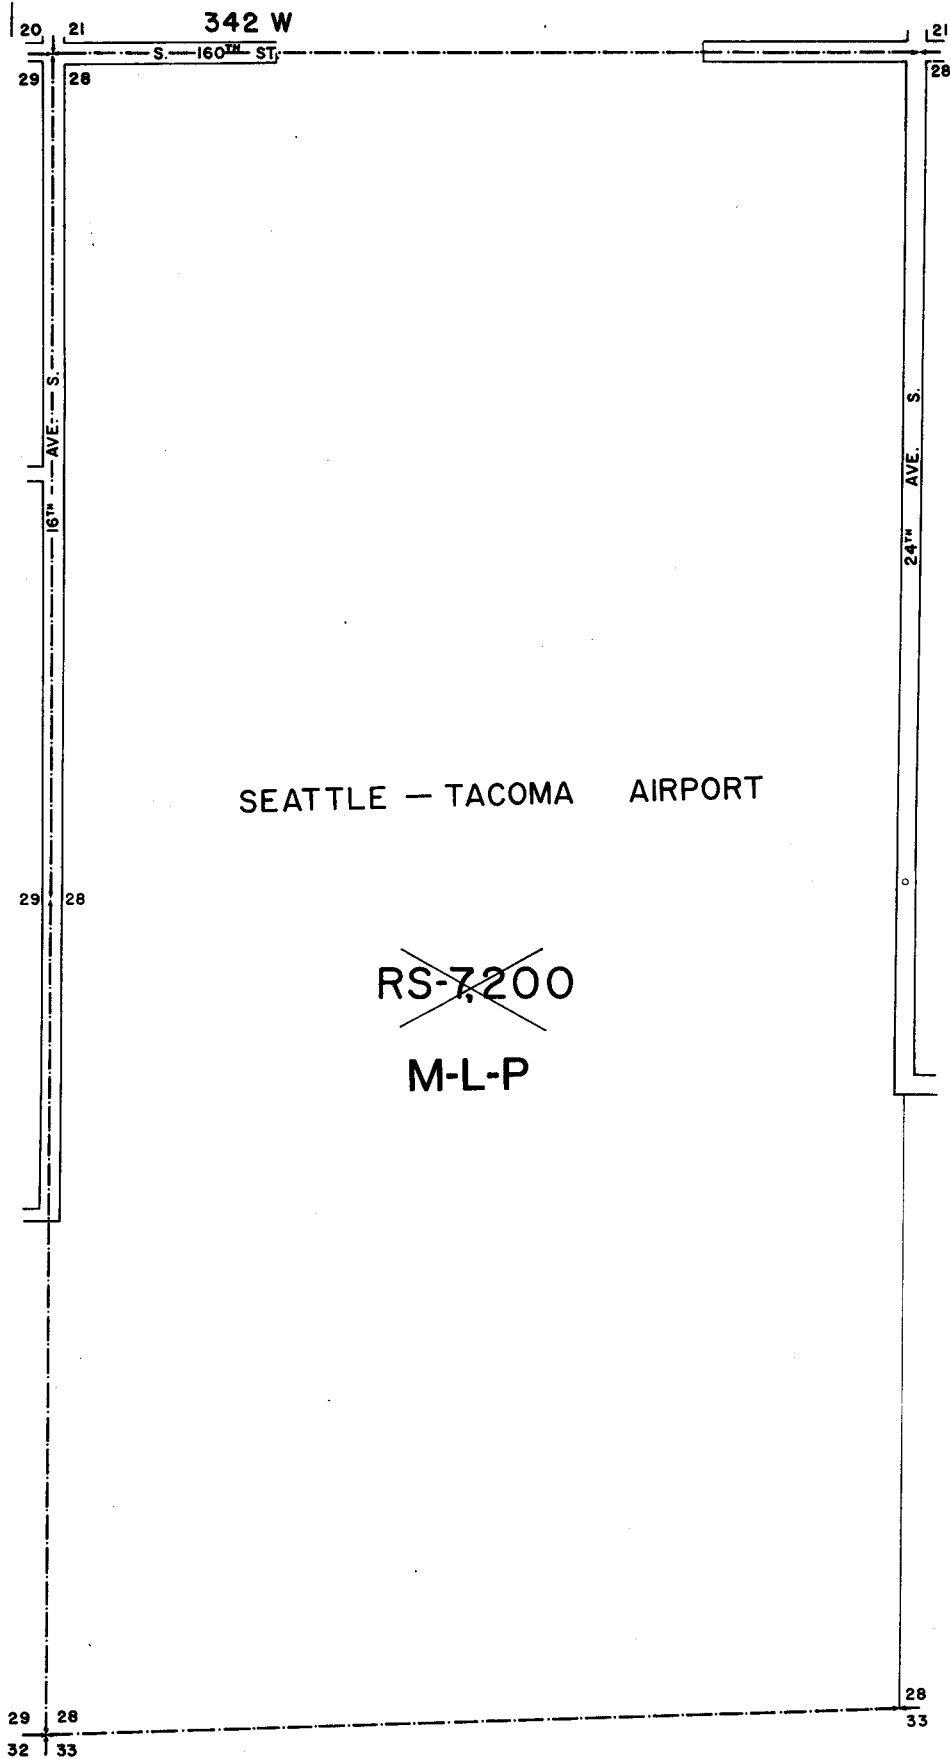 342 W
20 21 21
S. 160TH ST.
29 28 28
16TH AVE. S.
24TH AVE. S.
SEATTLE — TACOMA AIRPORT
29 28
RS-7,200
M-L-P
28
33
29 28
32 33